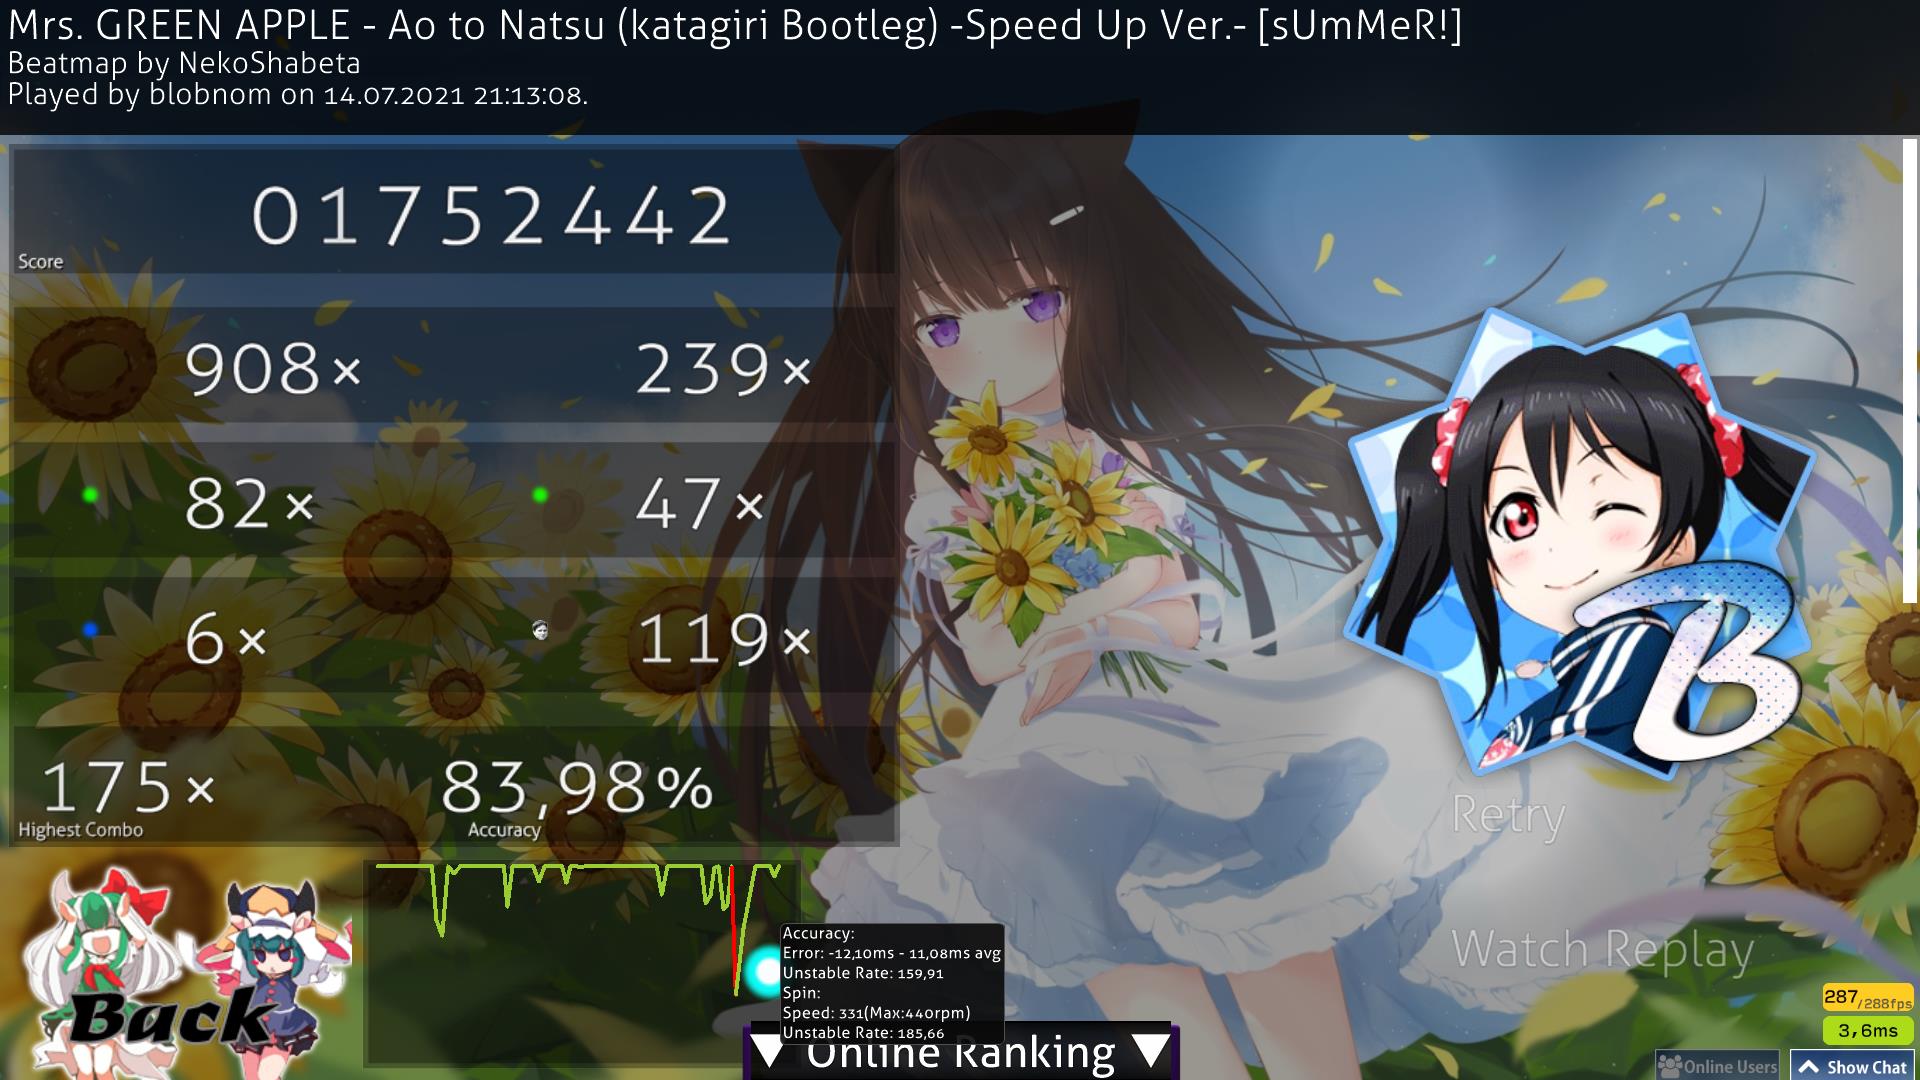 Mrs. GREEN APPLE - Ao to Natsu (katagiri Bootleg) -Speed Up Ver.- [sUmMeR!]
Beatmap by NekoShabeta
Played by blobnom on 14.07.2021 21:13:08.
01752442
Score
908× 239×
82× 47×
6× 119×
175× 83,98%
Highest Combo Accuracy
B
Retry
Watch Replay
Back
Accuracy:
Error: -12,10ms - 11,08ms avg
Unstable Rate: 159,91
Spin:
Speed: 331(Max:440rpm)
Unstable Rate: 185,66
Online Ranking
287/288fps
3,6ms
Online Users
Show Chat